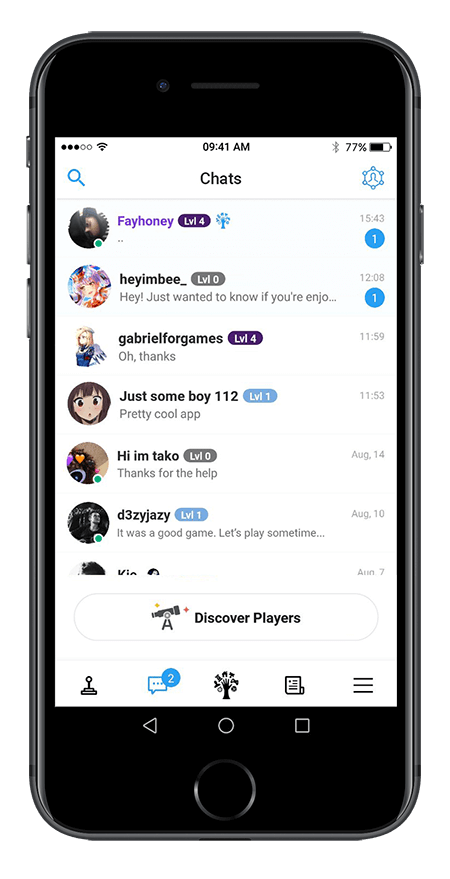 09:41 AM 77%
Chats
Fayhoney Lvl 4 15:43
.. 1
heyimbee_ Lvl 0 12:08
Hey! Just wanted to know if you're enjo... 1
gabrielforgames Lvl 4 11:59
Oh, thanks
Just some boy 112 Lvl 1 11:53
Pretty cool app
Hi im tako Lvl 0 Aug, 14
Thanks for the help
d3zyjazy Lvl 1 Aug, 10
It was a good game. Let's play sometime...
Aug, 7
Discover Players
2